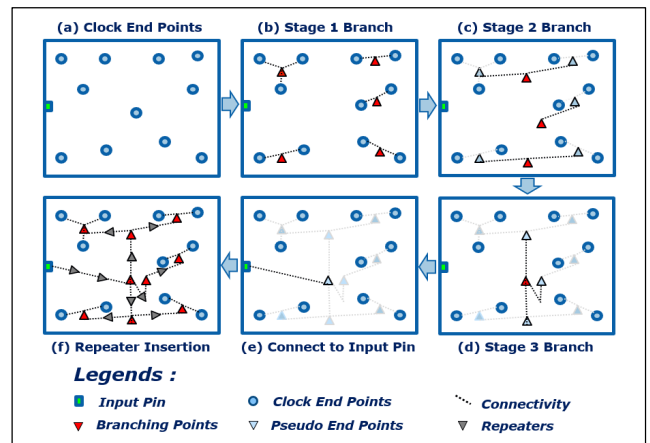 (a) Clock End Points
(b) Stage 1 Branch
(c) Stage 2 Branch
(f) Repeater Insertion
(e) Connect to Input Pin
(d) Stage 3 Branch
Legends :
Input Pin
Clock End Points
Connectivity
Branching Points
Pseudo End Points
Repeaters